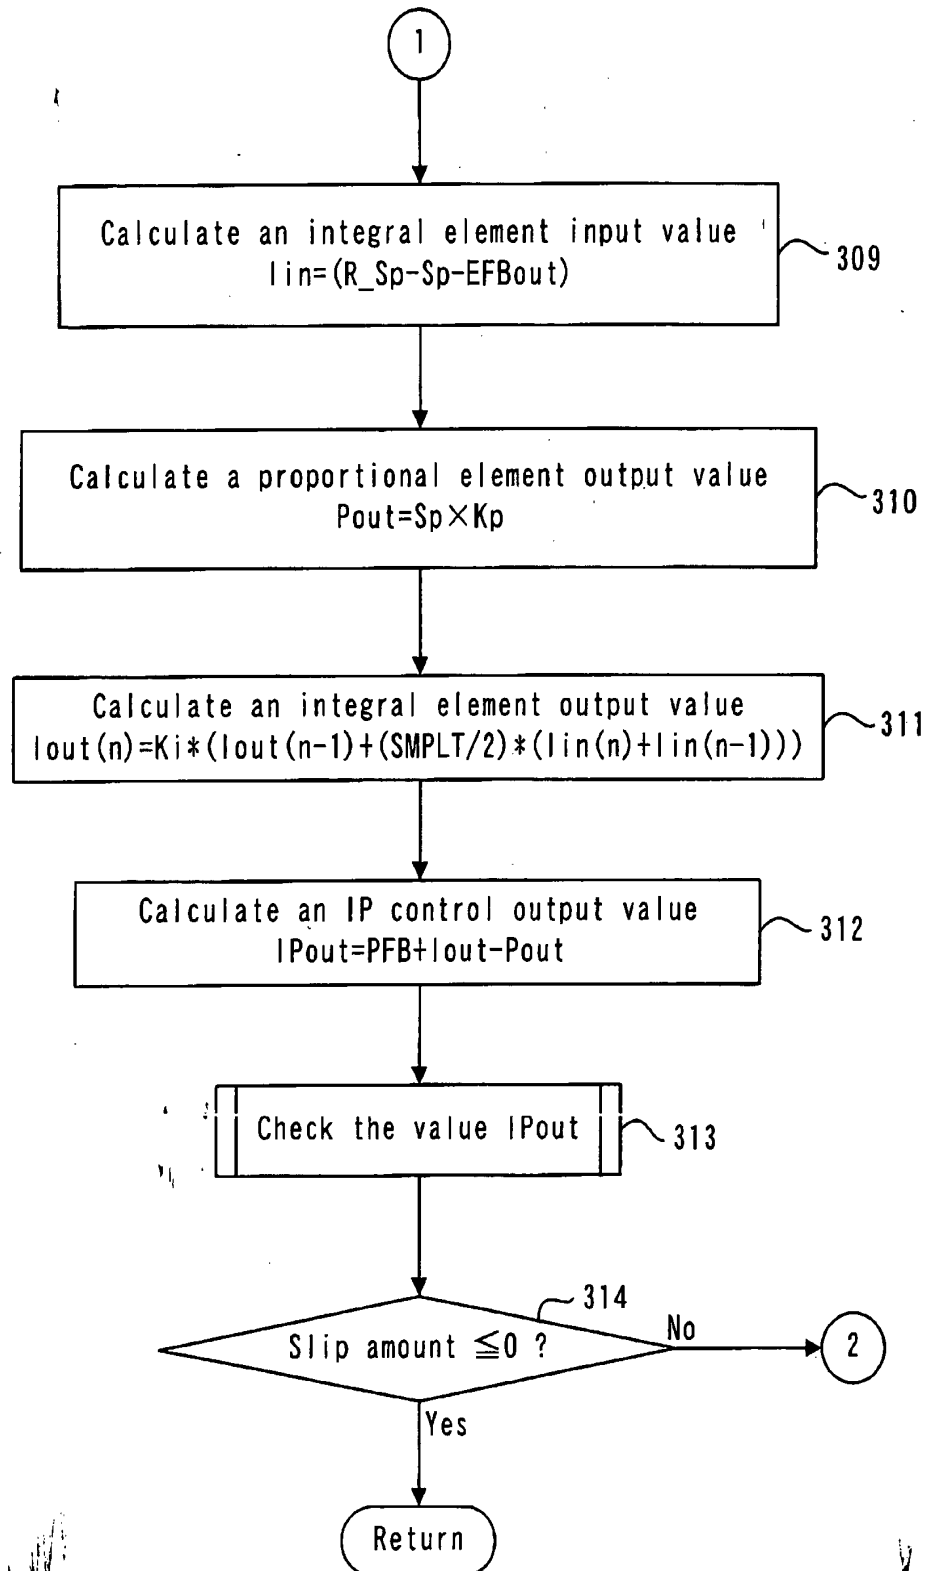 1
Calculate an integral element input value
Iin=(R_Sp-Sp-EFBout)
309
Calculate a proportional element output value
Pout=Sp×Kp
310
Calculate an integral element output value
Iout(n)=Ki*(Iout(n-1)+(SMPLT/2)*(Iin(n)+Iin(n-1)))
311
Calculate an IP control output value
IPout=PFB+Iout-Pout
312
Check the value IPout
313
314
Slip amount ≦0 ?
No
2
Yes
Return